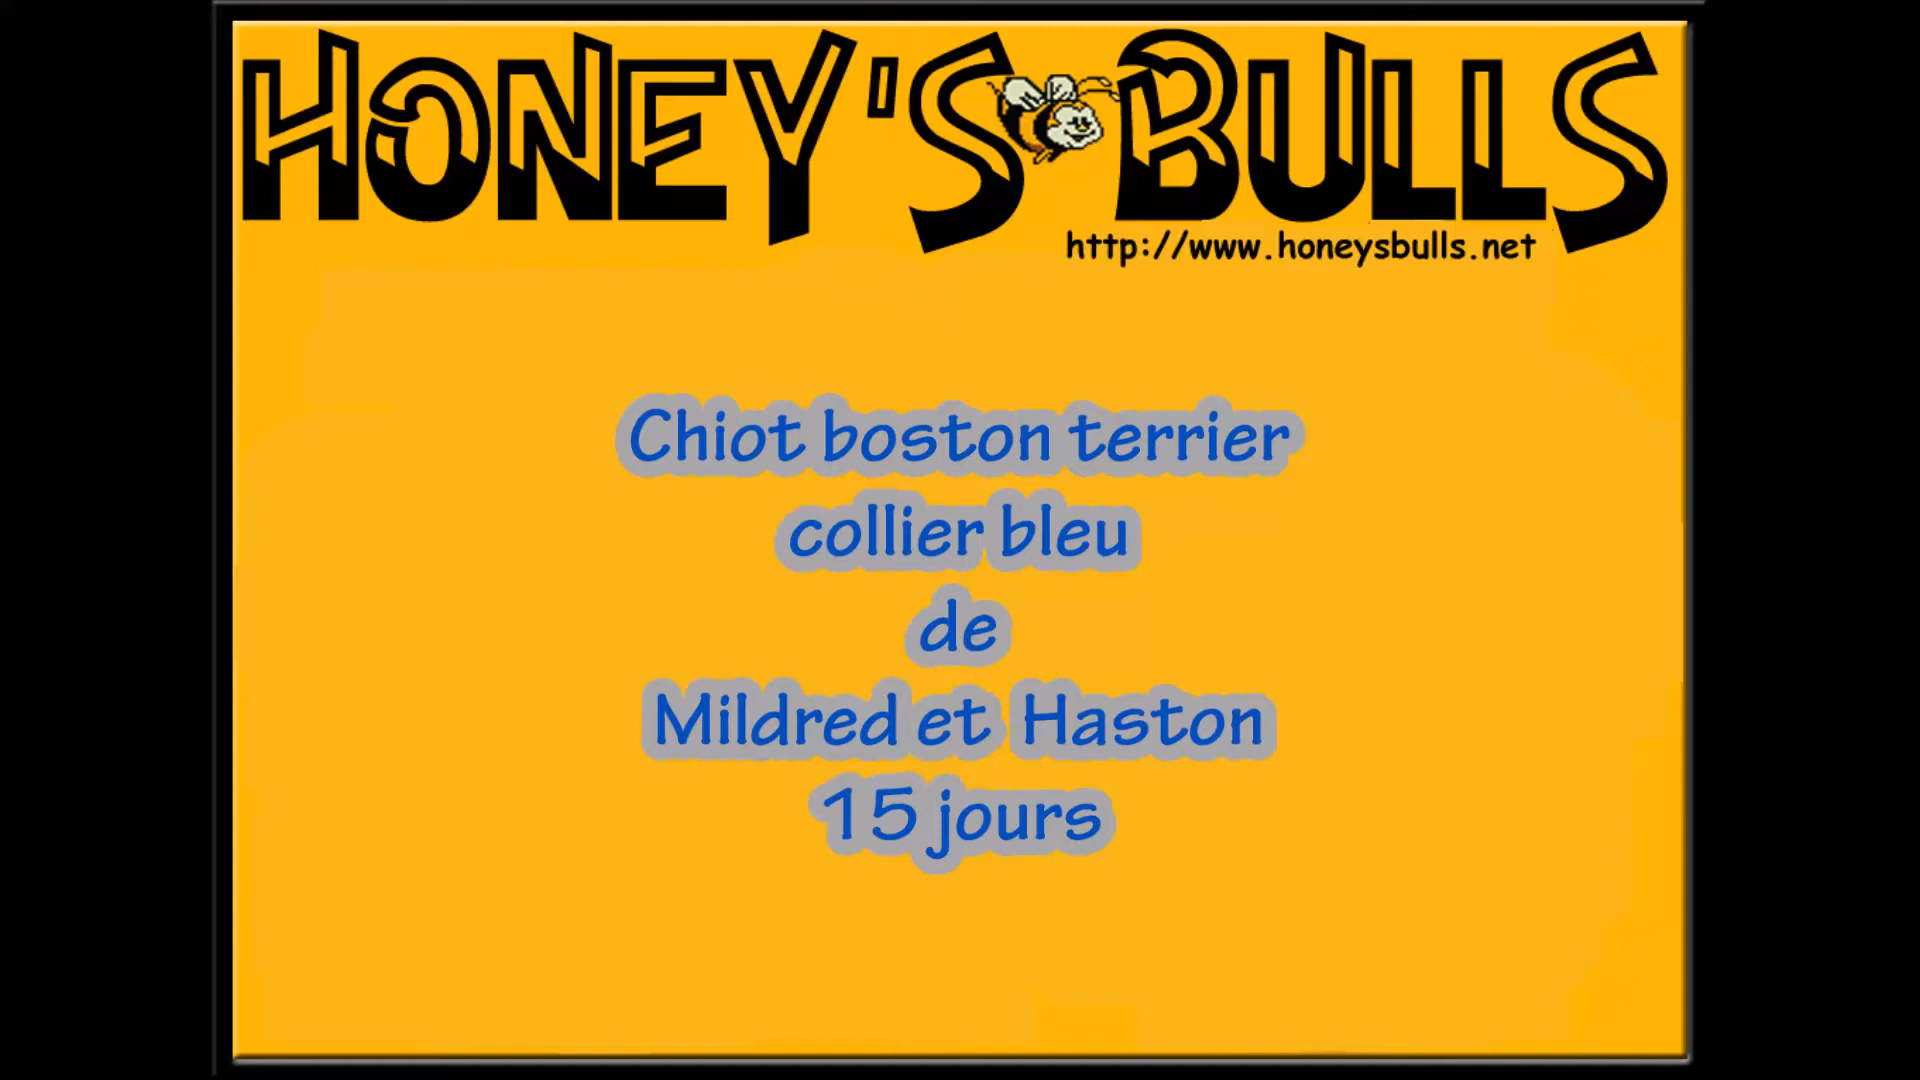 HONEY'S BULLS
http://www.honeysbulls.net
Chiot boston terrier
collier bleu
de
Mildred et Haston
15 jours